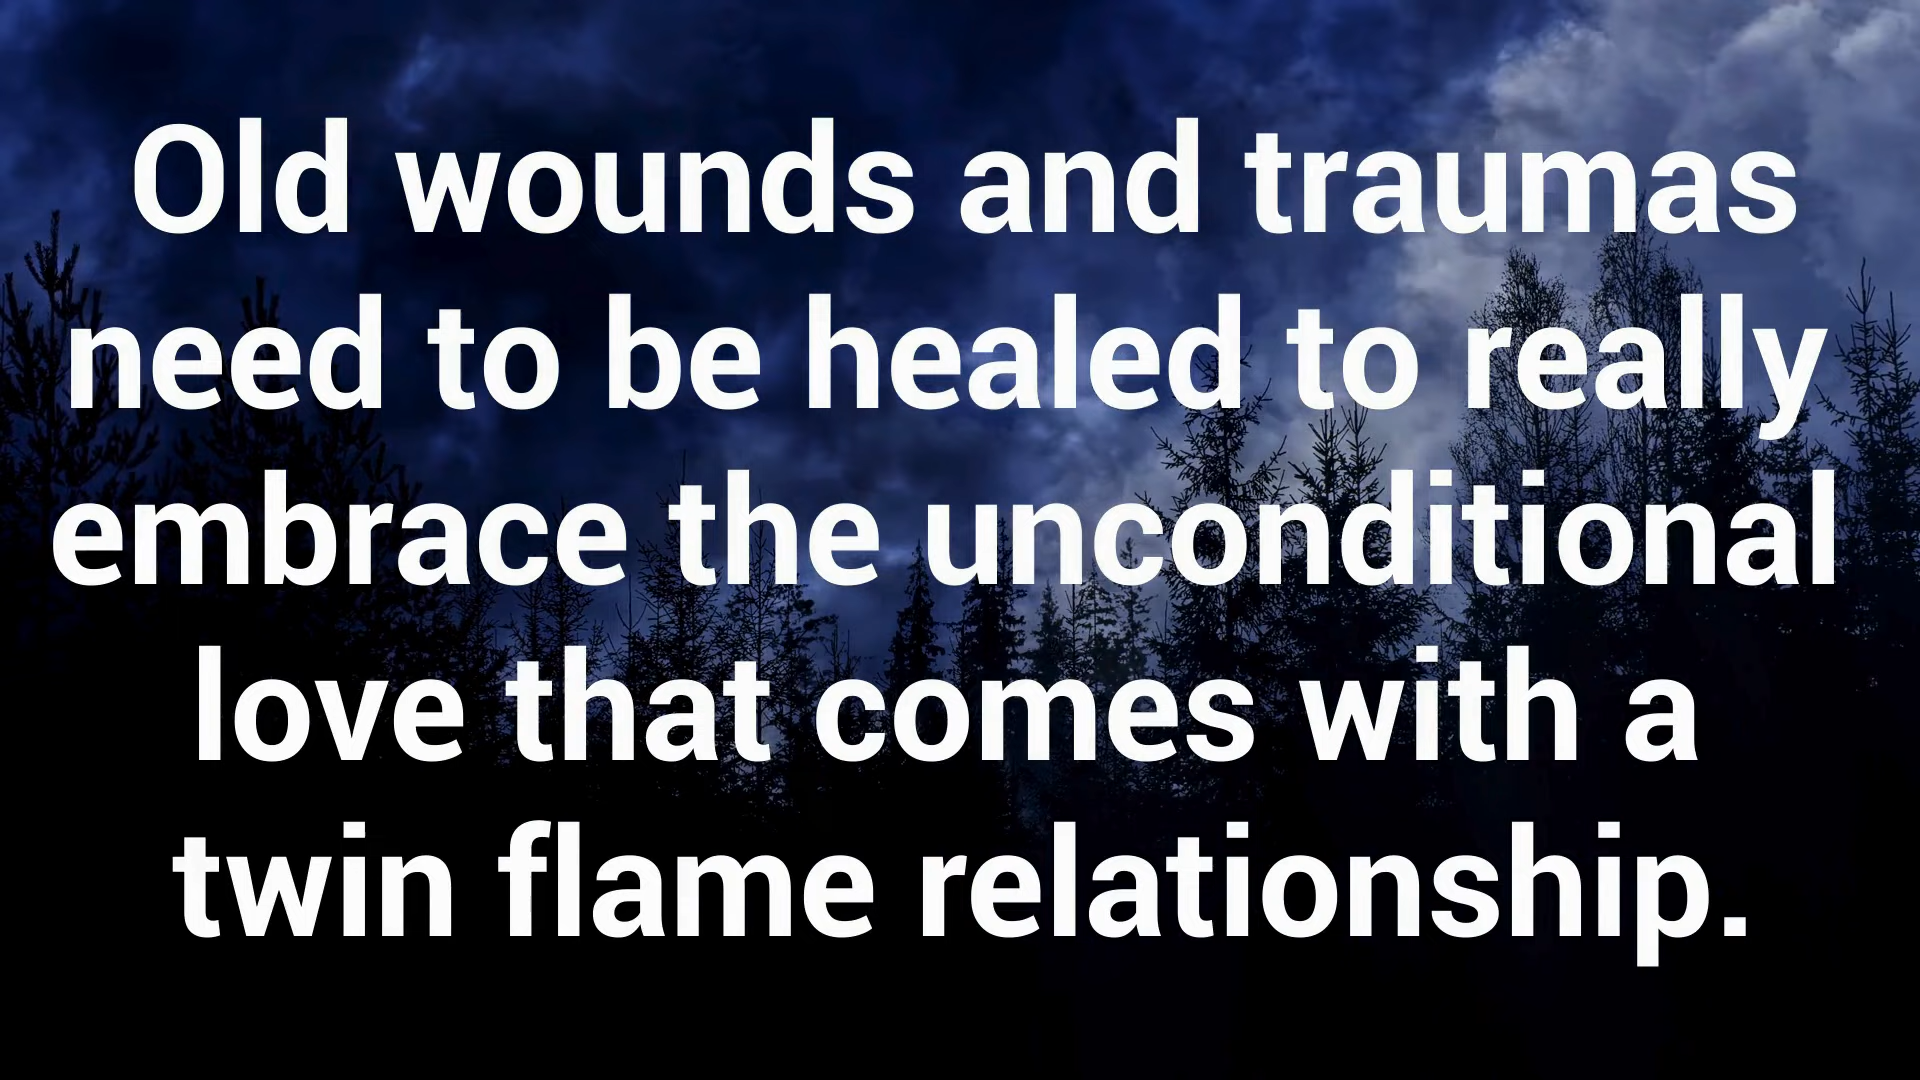 Old wounds and traumas
need to be healed to really
embrace the unconditional
love that comes with a
twin flame relationship.